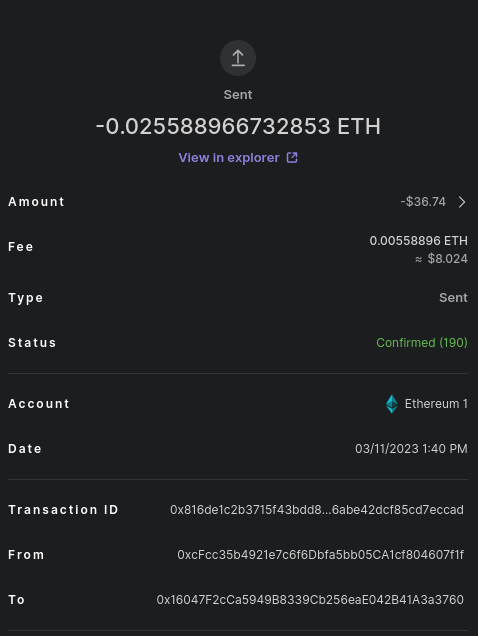 Sent
-0.025588966732853 ETH
View in explorer
Amount -$36.74
Fee 0.00558896 ETH
≈ $8.024
Type Sent
Status Confirmed (190)
Account Ethereum 1
Date 03/11/2023 1:40 PM
Transaction ID 0x816de1c2b3715f43bdd8...6abe42dcf85cd7eccad
From 0xcFcc35b4921e7c6f6Dbfa5bb05CA1cf804607f1f
To 0x16047F2cCa5949B8339Cb256eaE042B41A3a3760